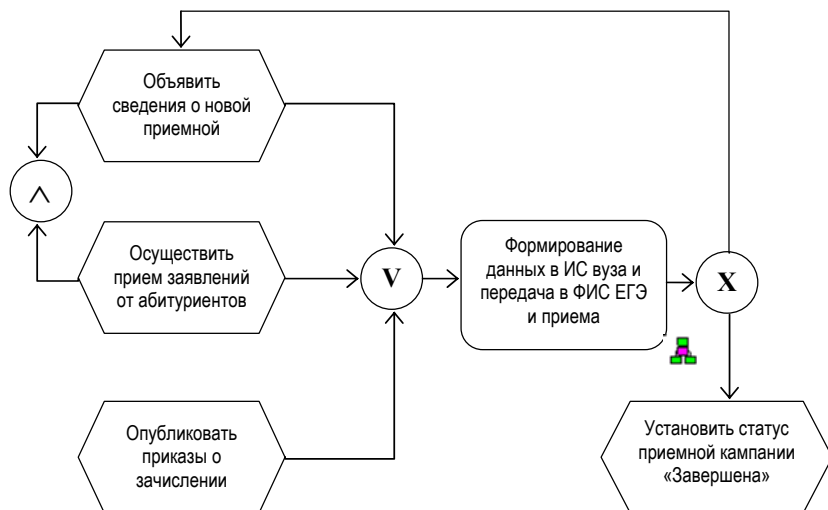 Объявить
сведения о новой
приемной
∧
Осуществить
прием заявлений
от абитуриентов
V
Формирование
данных в ИС вуза и
передача в ФИС ЕГЭ
и приема
X
Опубликовать
приказы о
зачислении
Установить статус
приемной кампании
«Завершена»